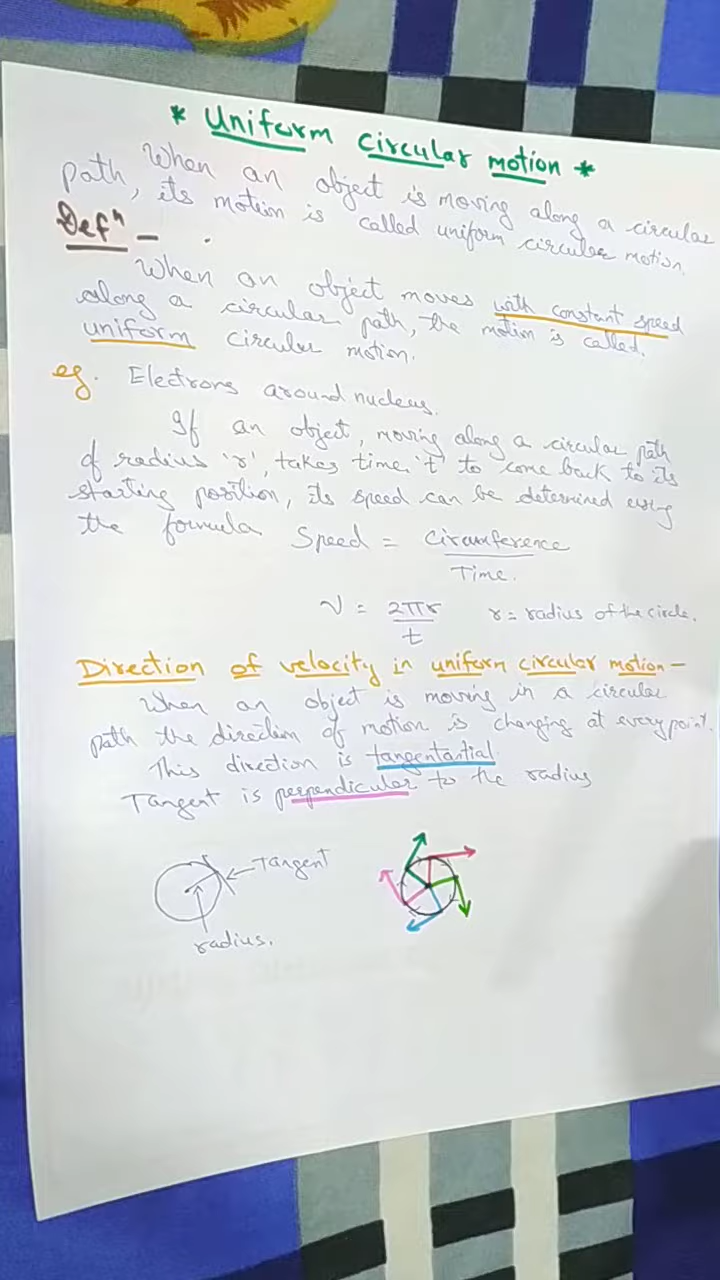 * Uniform circular motion *
When an object is moving along a circular
path, its motion is called uniform circular motion.
Defⁿ -
When an object moves with constant speed
along a circular path, the motion is called.
uniform circular motion.
eg. Electrons around nucleus.
If an object, moving along a circular path
of radius 'r', takes time 't' to come back to its
starting position, its speed can be determined using
the formula Speed = Circumference
Time.
V = 2πr r = radius of the circle.
t
Direction of velocity in uniform circular motion -
When an object is moving in a circular
path the direction of motion is changing at every point.
This direction is tangentantial
Tangent is perpendicular to the radius
Tangent
radius.